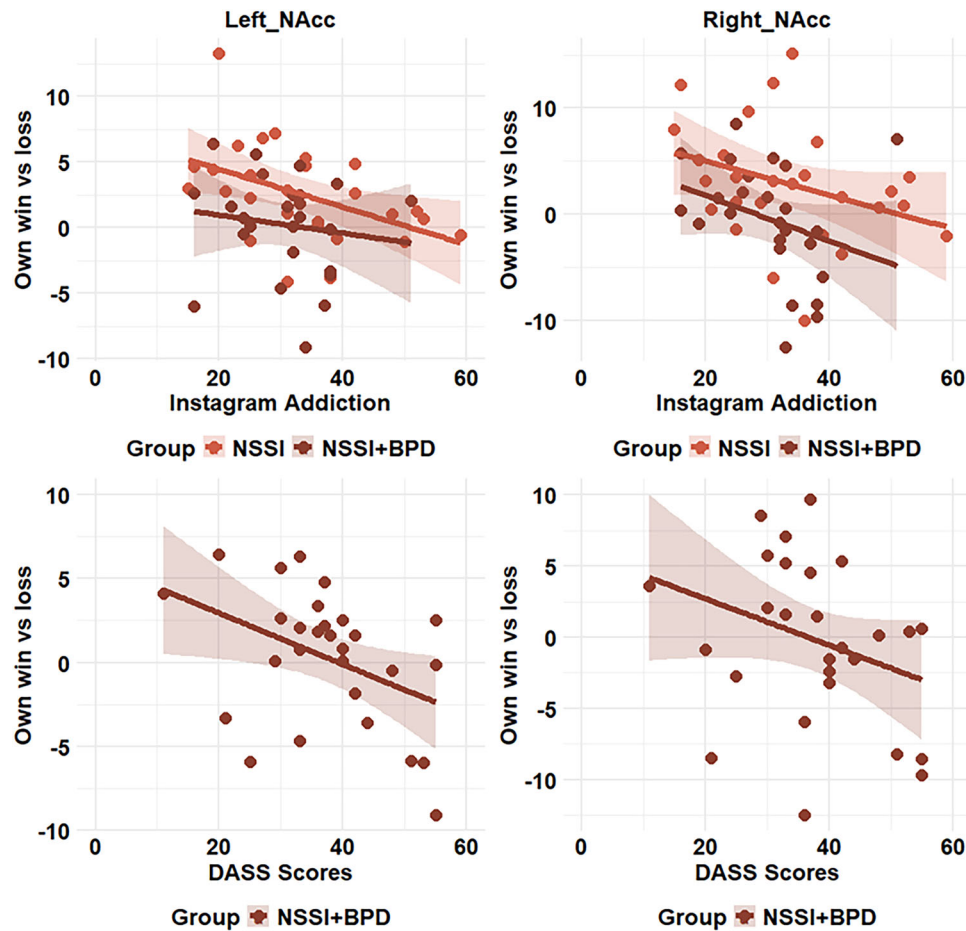 Left_NAcc
Own win vs loss
10
5
0
-5
-10
0 20 40 60
Instagram Addiction
Group NSSI NSSI+BPD
Right_NAcc
Own win vs loss
10
0
-10
0 20 40 60
Instagram Addiction
Group NSSI NSSI+BPD
Own win vs loss
10
5
0
-5
-10
0 20 40 60
DASS Scores
Group NSSI+BPD
Own win vs loss
10
5
0
-5
-10
0 20 40 60
DASS Scores
Group NSSI+BPD